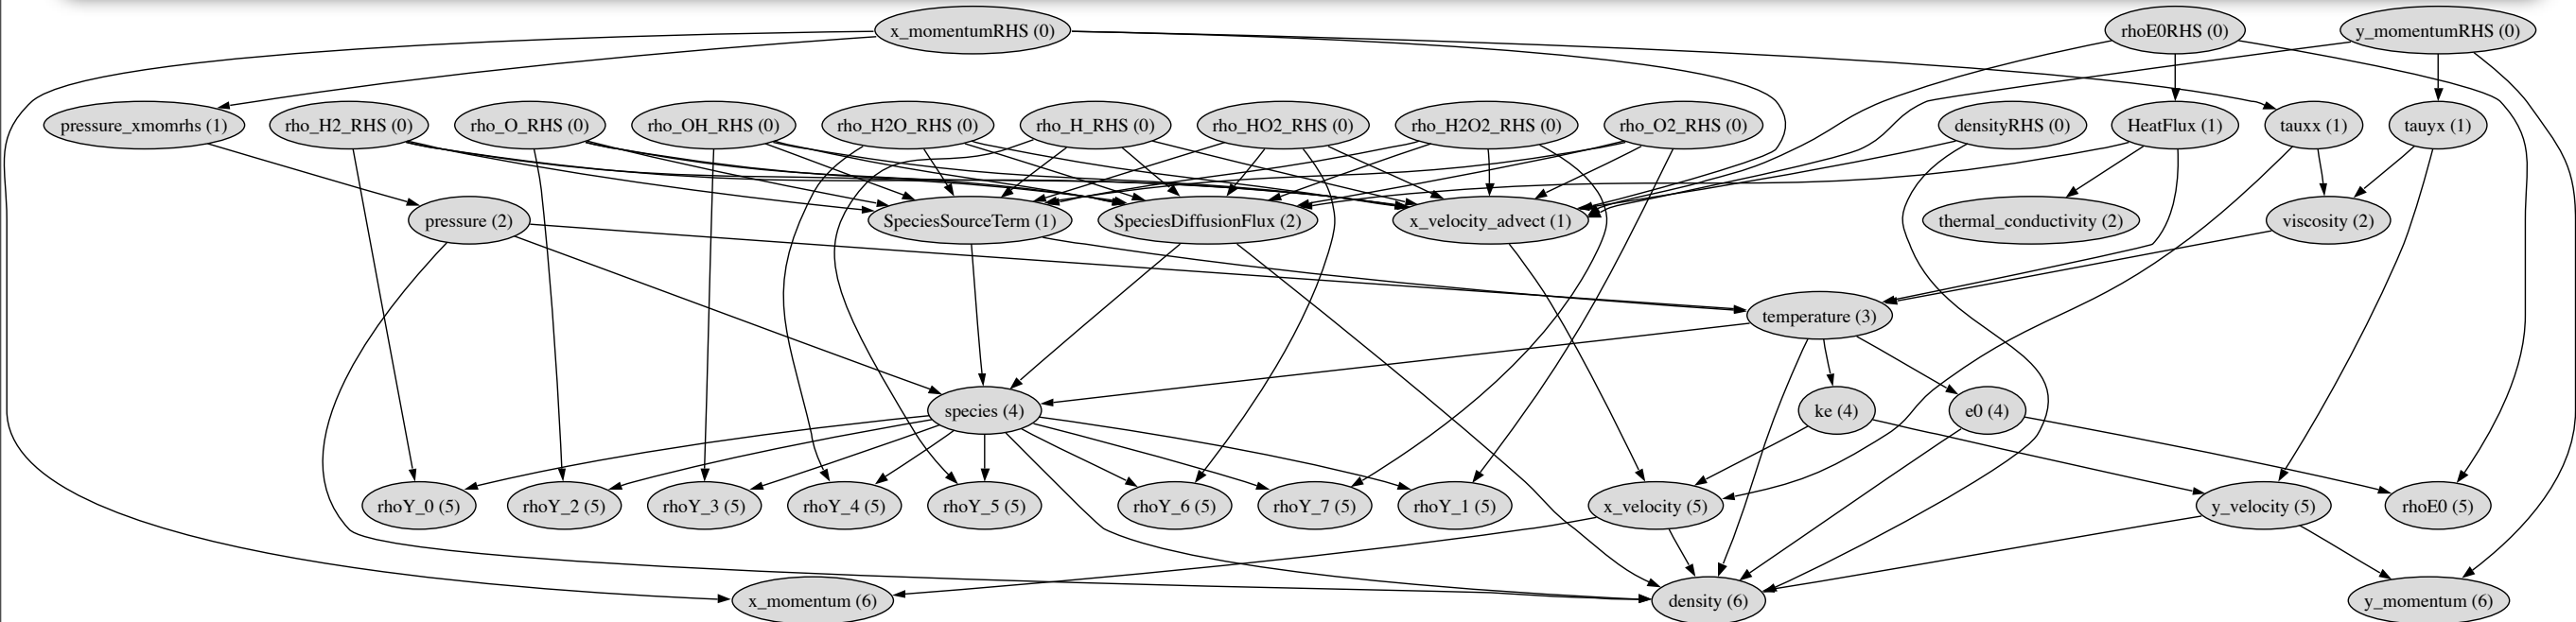 x_momentumRHS (0)
rhoE0RHS (0)
y_momentumRHS (0)
pressure_xmomrhs (1)
rho_H2_RHS (0)
rho_O_RHS (0)
rho_OH_RHS (0)
rho_H2O_RHS (0)
rho_H_RHS (0)
rho_HO2_RHS (0)
rho_H2O2_RHS (0)
rho_O2_RHS (0)
densityRHS (0)
HeatFlux (1)
tauxx (1)
tauyx (1)
pressure (2)
SpeciesSourceTerm (1)
SpeciesDiffusionFlux (2)
x_velocity_advect (1)
thermal_conductivity (2)
viscosity (2)
temperature (3)
species (4)
ke (4)
e0 (4)
rhoY_0 (5)
rhoY_2 (5)
rhoY_3 (5)
rhoY_4 (5)
rhoY_5 (5)
rhoY_6 (5)
rhoY_7 (5)
rhoY_1 (5)
x_velocity (5)
y_velocity (5)
rhoE0 (5)
x_momentum (6)
density (6)
y_momentum (6)